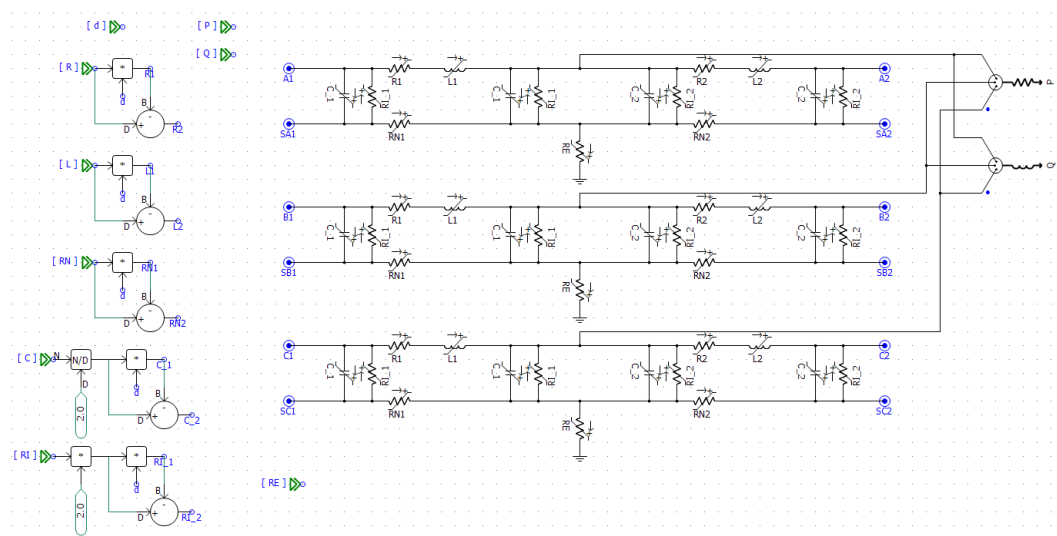 [ d ]
[ P ]
[ Q ]
[ R ]
*
R1
d
B
-
+
D
R2
[ L ]
*
L1
d
B
-
+
D
L2
[ RN ]
*
RN1
d
B
-
+
D
RN2
[ C ]
N
N/D
D
2.0
*
C_1
d
B
-
+
D
C_2
[ RI ]
*
2.0
*
RI_1
d
B
-
+
D
RI_2
[ RE ]
A1
C_1
RI_1
R1
L1
C_1
RI_1
C_2
RI_2
R2
L2
C_2
RI_2
A2
SA1
RN1
RE
RN2
SA2
B1
C_1
RI_1
R1
L1
C_1
RI_1
C_2
RI_2
R2
L2
C_2
RI_2
B2
SB1
RN1
RE
RN2
SB2
C1
C_1
RI_1
R1
L1
C_1
RI_1
C_2
RI_2
R2
L2
C_2
RI_2
C2
SC1
RN1
RE
RN2
SC2
P
Q